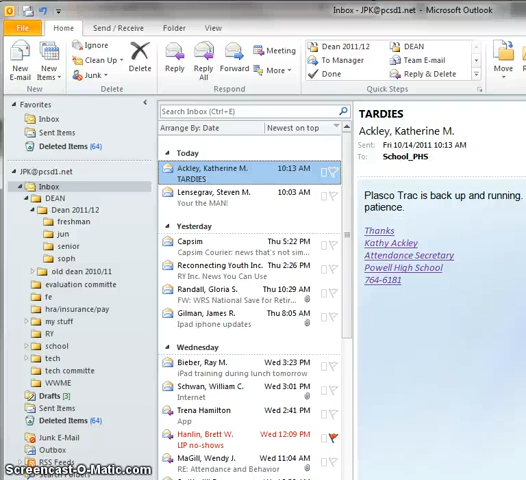 Inbox - JPK@pcsd1.net - Microsoft Outlook
File Home Send / Receive Folder View
New E-mail
New Items
Ignore
Clean Up
Junk
Delete
Reply
Reply All
Forward
Meeting
More
Dean 2011/12
To Manager
Done
DEAN
Team E-mail
Reply & Delete
Move
New Delete Respond Quick Steps
Favorites
Inbox
Sent Items
Deleted Items (64)
JPK@pcsd1.net
Inbox
DEAN
Dean 2011/12
freshman
jun
senior
soph
old dean 2010/11
evaluation committe
fe
hra/insurance/pay
my stuff
RY
school
tech
tech committe
WWME
Drafts [3]
Sent Items
Deleted Items (64)
Junk E-Mail
Outbox
RSS Feeds
Search Folders
Screencast-O-Matic.com
Search Inbox (Ctrl+E)
Arrange By: Date Newest on top
Today
Ackley, Katherine M. 10:13 AM
TARDIES
Lensegrav, Steven M. 10:03 AM
Your the MAN!
Yesterday
Capsim Thu 5:22 PM
Capsim Courier: news that's not sim...
Reconnecting Youth Inc. Thu 2:26 PM
RY Inc. News You Can Use
Randall, Gloria S. Thu 10:29 AM
FW: WRS National Save for Retir...
Gilman, James R. Thu 8:05 AM
Ipad iphone updates
Wednesday
Bieber, Ray M. Wed 3:23 PM
iPad training during lunch tomorrow
Schwan, William C. Wed 3:01 PM
Internet
Trena Hamilton Wed 2:41 PM
App
Hanlin, Brett W. Wed 12:09 PM
LIP no-shows
MaGill, Wendy J. Wed 11:04 AM
RE: Attendance and Behavior
TARDIES
Ackley, Katherine M.
Sent: Fri 10/14/2011 10:13 AM
To: School_PHS
Plasco Trac is back up and running.
patience.
Thanks
Kathy Ackley
Attendance Secretary
Powell High School
764-6181